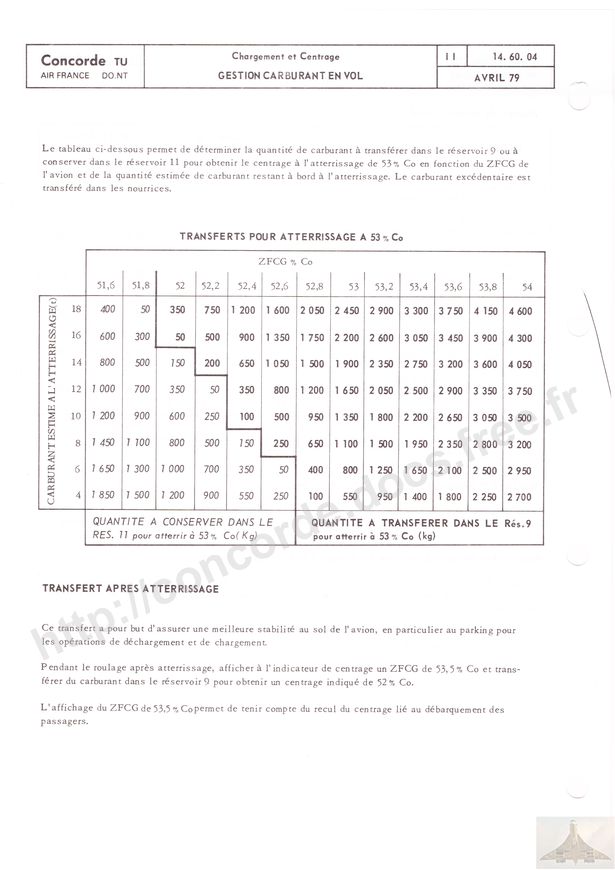 Concorde TU
AIR FRANCE DO.NT
Chargement et Centrage
GESTION CARBURANT EN VOL
11 14. 60. 04
AVRIL 79
Le tableau ci-dessous permet de déterminer la quantité de carburant à transférer dans le réservoir 9 ou à
conserver dans le réservoir 11 pour obtenir le centrage à l'atterrissage de 53 % Co en fonction du ZFCG de
l'avion et de la quantité estimée de carburant restant à bord à l'atterrissage. Le carburant excédentaire est
transféré dans les nourrices.
TRANSFERTS POUR ATTERRISSAGE A 53 % Co
ZFCG % Co
51,6 51,8 52 52,2 52,4 52,6 52,8 53 53,2 53,4 53,6 53,8 54
CARBURANT ESTIME A L'ATTERRISSAGE(t)
18 400 50 350 750 1 200 1 600 2 050 2 450 2 900 3 300 3 750 4 150 4 600
16 600 300 50 500 900 1 350 1 750 2 200 2 600 3 050 3 450 3 900 4 300
14 800 500 150 200 650 1 050 1 500 1 900 2 350 2 750 3 200 3 600 4 050
12 1 000 700 350 50 350 800 1 200 1 650 2 050 2 500 2 900 3 350 3 750
10 1 200 900 600 250 100 500 950 1 350 1 800 2 200 2 650 3 050 3 500
8 1 450 1 100 800 500 150 250 650 1 100 1 500 1 950 2 350 2 800 3 200
6 1 650 1 300 1 000 700 350 50 400 800 1 250 1 650 2 100 2 500 2 950
4 1 850 1 500 1 200 900 550 250 100 550 950 1 400 1 800 2 250 2 700
QUANTITE A CONSERVER DANS LE
RES. 11 pour atterrir à 53 % Co( Kg)
QUANTITE A TRANSFERER DANS LE Rés.9
pour atterrir à 53 % Co (kg)
TRANSFERT APRES ATTERRISSAGE
Ce transfert a pour but d'assurer une meilleure stabilité au sol de l'avion, en particulier au parking pour
les opérations de déchargement et de chargement.
Pendant le roulage après atterrissage, afficher à l'indicateur de centrage un ZFCG de 53,5 % Co et trans-
férer du carburant dans le réservoir 9 pour obtenir un centrage indiqué de 52 % Co.
L'affichage du ZFCG de 53,5 % Co permet de tenir compte du recul du centrage lié au débarquement des
passagers.
http://concorde.docs.free.fr